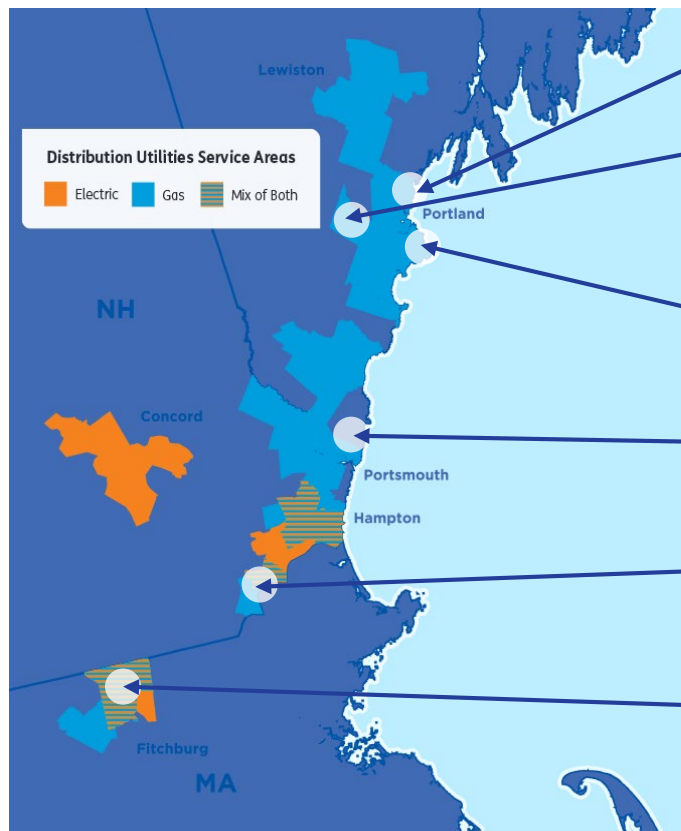 Lewiston
Distribution Utilities Service Areas
Electric
Gas
Mix of Both
Portland
NH
Concord
Portsmouth
Hampton
Fitchburg
MA